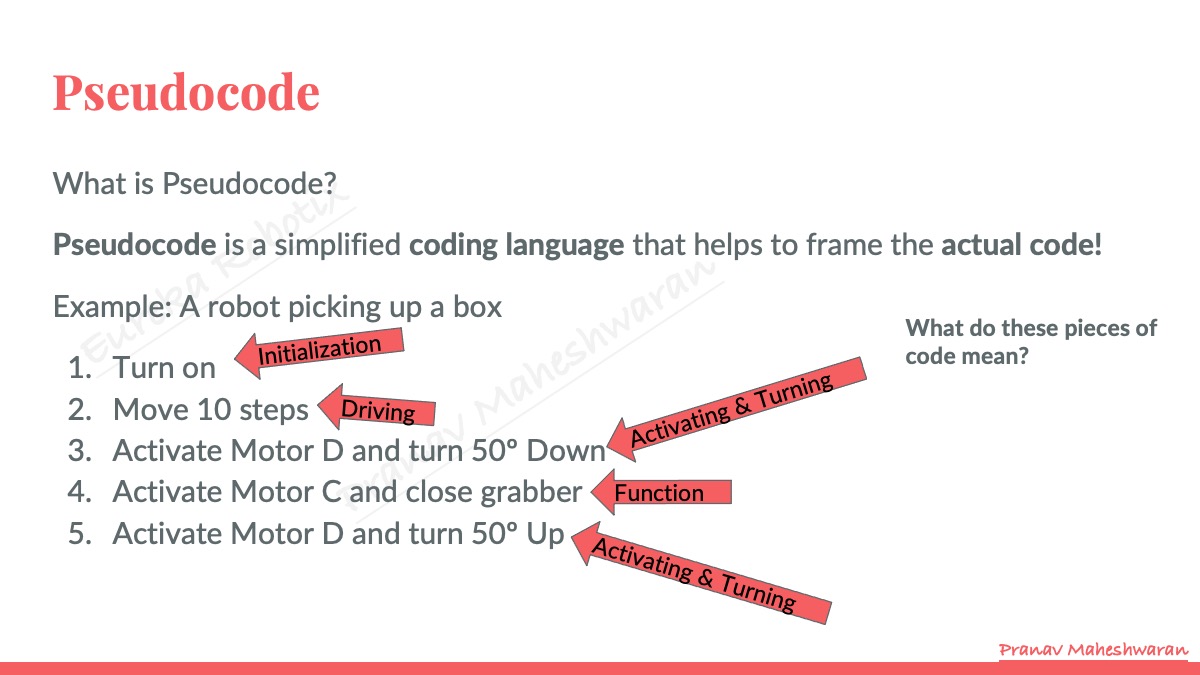 Pseudocode
What is Pseudocode?
Pseudocode is a simplified coding language that helps to frame the actual code!
Example: A robot picking up a box
What do these pieces of
code mean?
1. Turn on
Initialization
2. Move 10 steps
Driving
3. Activate Motor D and turn 50° Down
Activating & Turning
4. Activate Motor C and close grabber
Function
5. Activate Motor D and turn 50° Up
Activating & Turning
Eureka Robotix
Pranav Maheshwaran
Pranav Maheshwaran